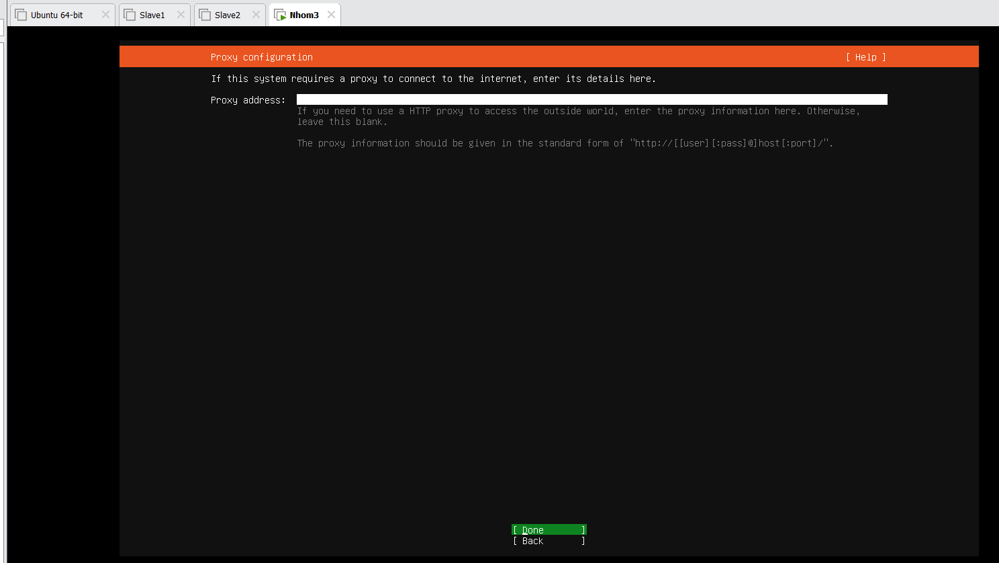 Ubuntu 64-bit Slave1 Slave2 Nhom3
Proxy configuration [ Help ]
If this system requires a proxy to connect to the internet, enter its details here.
Proxy address:
If you need to use a HTTP proxy to access the outside world, enter the proxy information here. Otherwise,
leave this blank.
The proxy information should be given in the standard form of "http://[[user][:pass]@]host[:port]/".
[ Done ]
[ Back ]